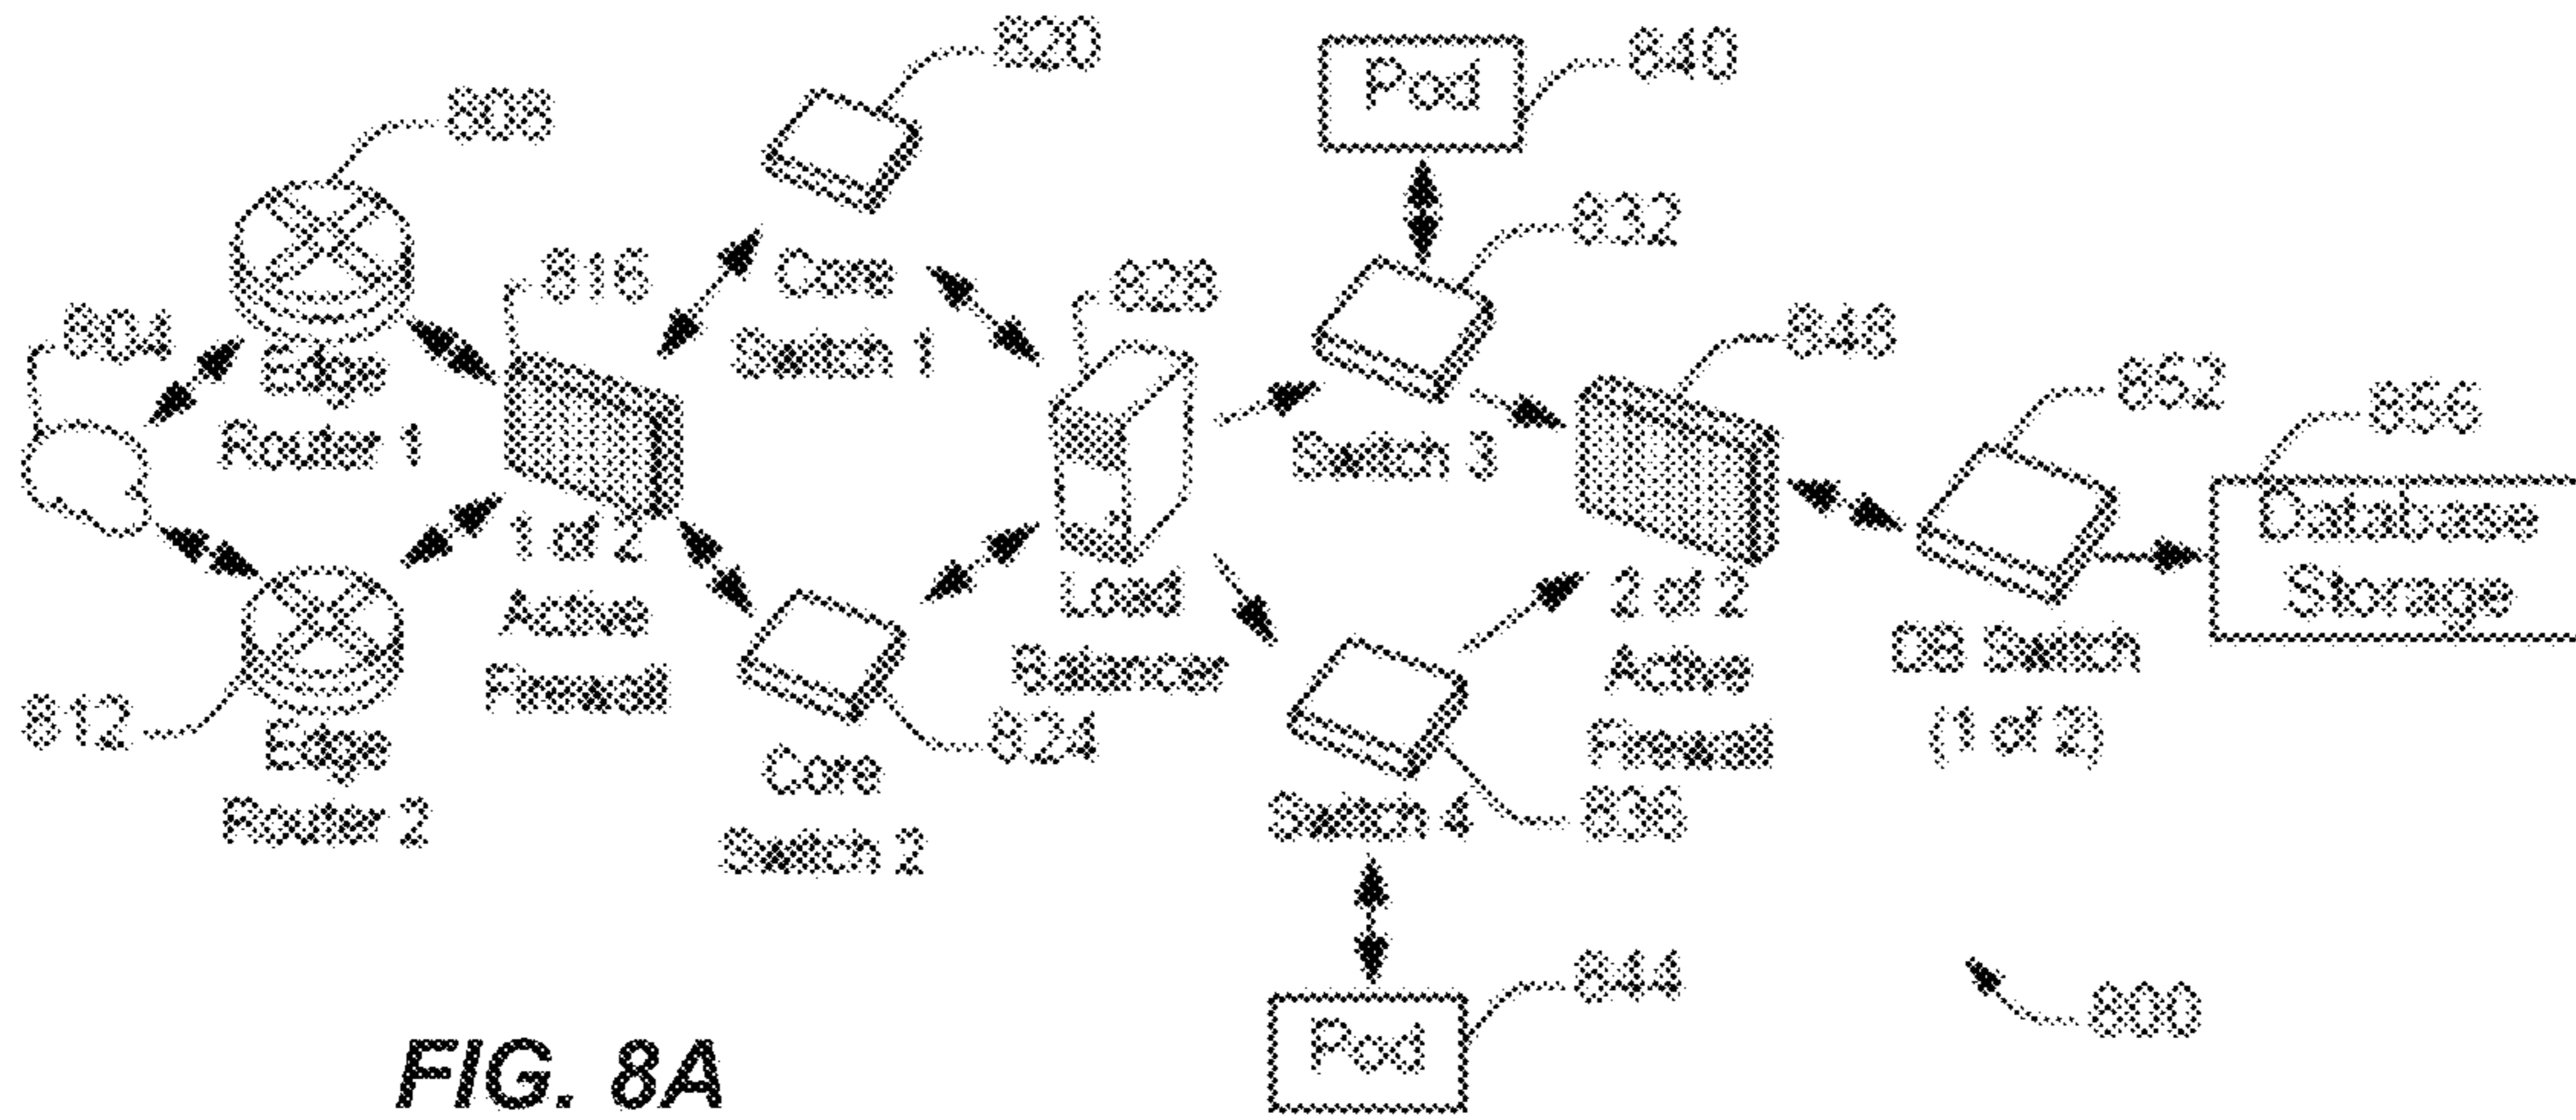 820
840
Pod
808
832
816
Core
Switch 1
828
804
Edge
Router 1
848
852
856
Switch 3
Database
Storage
1 of 2
Active
Firewall
Load
Balancer
2 of 2
Active
Firewall
DB Switch
(1 of 2)
812
Edge
Router 2
824
Core
Switch 2
Switch 4
836
844
Pod
800
FIG. 8A